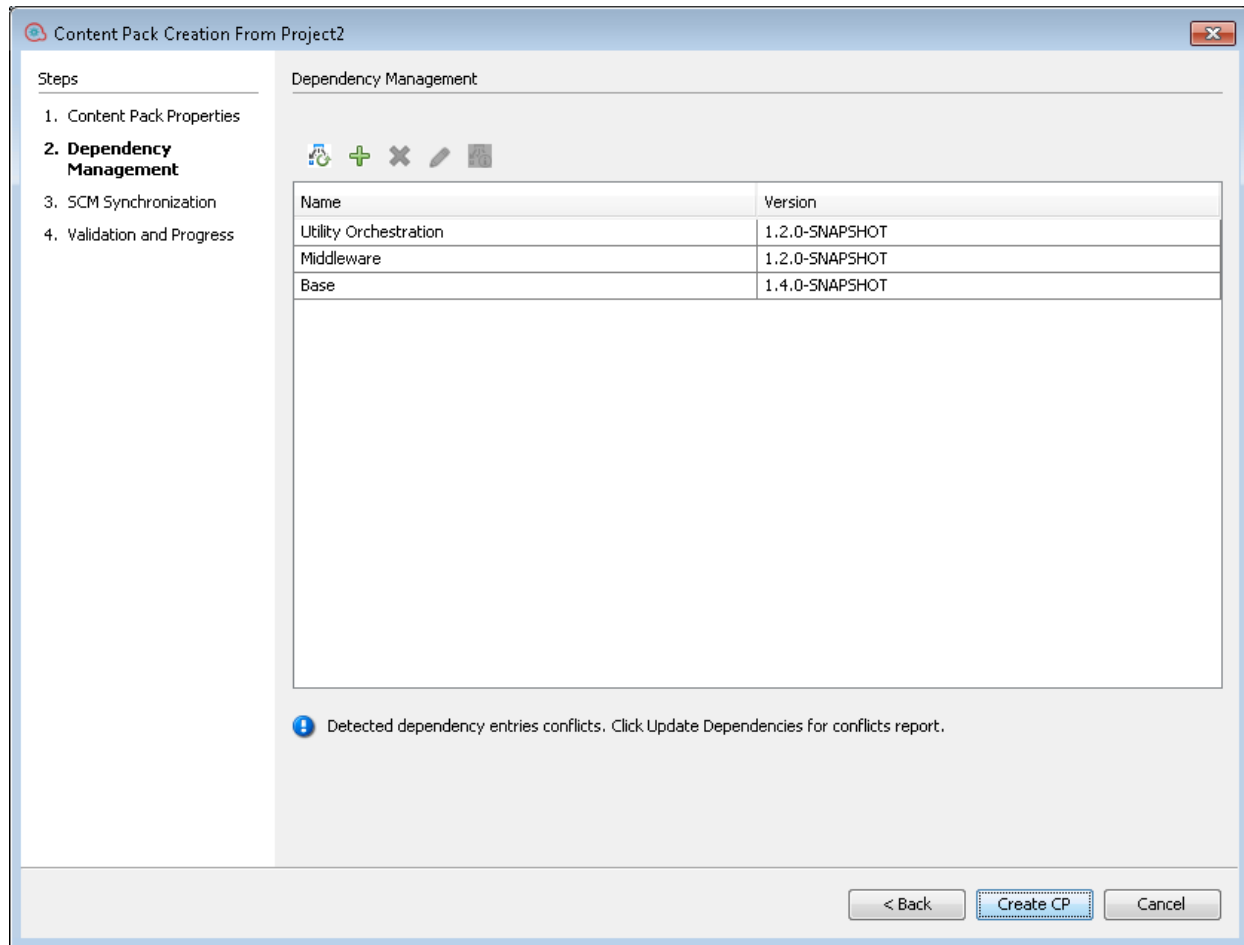 Content Pack Creation From Project2
Steps
1. Content Pack Properties
2. Dependency
Management
3. SCM Synchronization
4. Validation and Progress
Dependency Management
Name Version
Utility Orchestration 1.2.0-SNAPSHOT
Middleware 1.2.0-SNAPSHOT
Base 1.4.0-SNAPSHOT
Detected dependency entries conflicts. Click Update Dependencies for conflicts report.
< Back Create CP Cancel